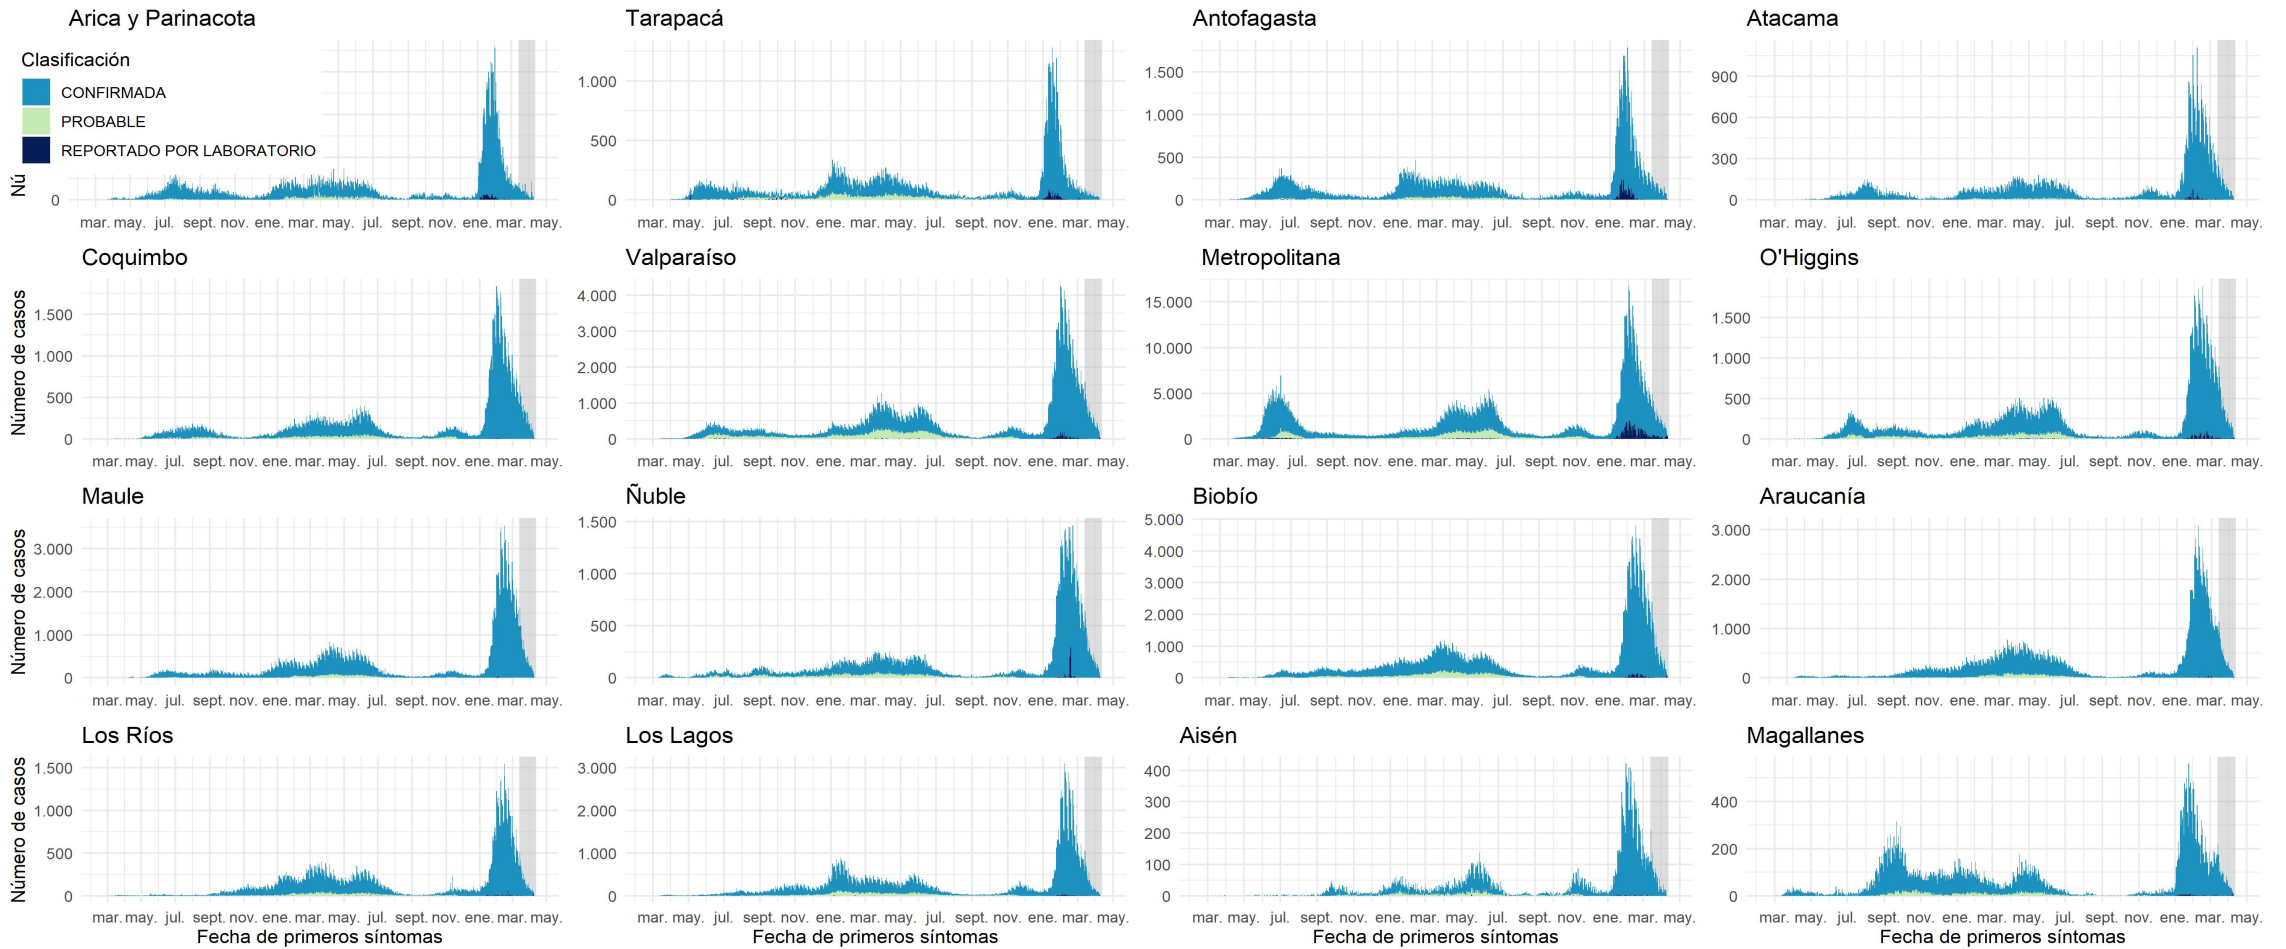 Arica y Parinacota
Tarapacá
Antofagasta
Atacama
Clasificación
CONFIRMADA
PROBABLE
REPORTADO POR LABORATORIO
Nú
0
mar. may. jul. sept. nov. ene. mar. may. jul. sept. nov. ene. mar. may.
1.000
500
0
mar. may. jul. sept. nov. ene. mar. may. jul. sept. nov. ene. mar. may.
1.500
1.000
500
0
mar. may. jul. sept. nov. ene. mar. may. jul. sept. nov. ene. mar. may.
900
600
300
0
mar. may. jul. sept. nov. ene. mar. may. jul. sept. nov. ene. mar. may.
Coquimbo
Valparaíso
Metropolitana
O'Higgins
Número de casos
1.500
1.000
500
0
mar. may. jul. sept. nov. ene. mar. may. jul. sept. nov. ene. mar. may.
4.000
3.000
2.000
1.000
0
mar. may. jul. sept. nov. ene. mar. may. jul. sept. nov. ene. mar. may.
15.000
10.000
5.000
0
mar. may. jul. sept. nov. ene. mar. may. jul. sept. nov. ene. mar. may.
1.500
1.000
500
0
mar. may. jul. sept. nov. ene. mar. may. jul. sept. nov. ene. mar. may.
Maule
Ñuble
Biobío
Araucanía
Número de casos
3.000
2.000
1.000
0
mar. may. jul. sept. nov. ene. mar. may. jul. sept. nov. ene. mar. may.
1.500
1.000
500
0
mar. may. jul. sept. nov. ene. mar. may. jul. sept. nov. ene. mar. may.
5.000
4.000
3.000
2.000
1.000
0
mar. may. jul. sept. nov. ene. mar. may. jul. sept. nov. ene. mar. may.
3.000
2.000
1.000
0
mar. may. jul. sept. nov. ene. mar. may. jul. sept. nov. ene. mar. may.
Los Ríos
Los Lagos
Aisén
Magallanes
Número de casos
1.500
1.000
500
0
mar. may. jul. sept. nov. ene. mar. may. jul. sept. nov. ene. mar. may.
Fecha de primeros síntomas
3.000
2.000
1.000
0
mar. may. jul. sept. nov. ene. mar. may. jul. sept. nov. ene. mar. may.
Fecha de primeros síntomas
400
300
200
100
0
mar. may. jul. sept. nov. ene. mar. may. jul. sept. nov. ene. mar. may.
Fecha de primeros síntomas
400
200
0
mar. may. jul. sept. nov. ene. mar. may. jul. sept. nov. ene. mar. may.
Fecha de primeros síntomas